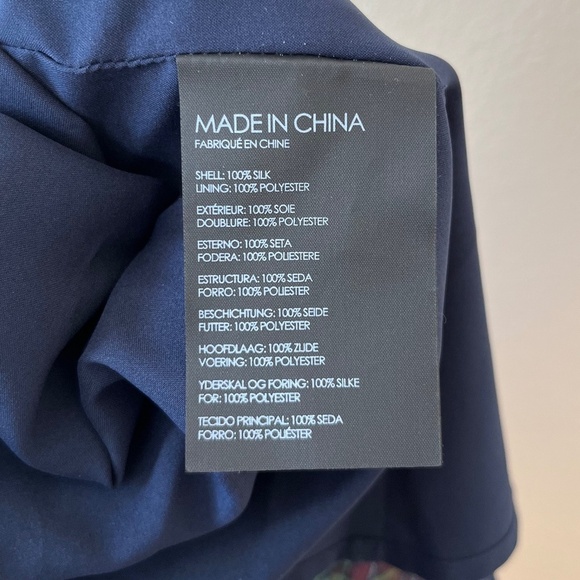 MADE IN CHINA
FABRIQUÉ EN CHINE
SHELL: 100% SILK
LINING: 100% POLYESTER
EXTÉRIEUR: 100% SOIE
DOUBLURE: 100% POLYESTER
ESTERNO: 100% SETA
FODERA: 100% POLIESTERE
ESTRUCTURA: 100% SEDA
FORRO: 100% POLIESTER
BESCHICHTUNG: 100% SEIDE
FUTTER: 100% POLYESTER
HOOFDLAAG: 100% ZIJDE
VOERING: 100% POLYESTER
YDERSKAL OG FORING: 100% SILKE
FOR: 100% POLYESTER
TECIDO PRINCIPAL: 100% SEDA
FORRO: 100% POLIÉSTER